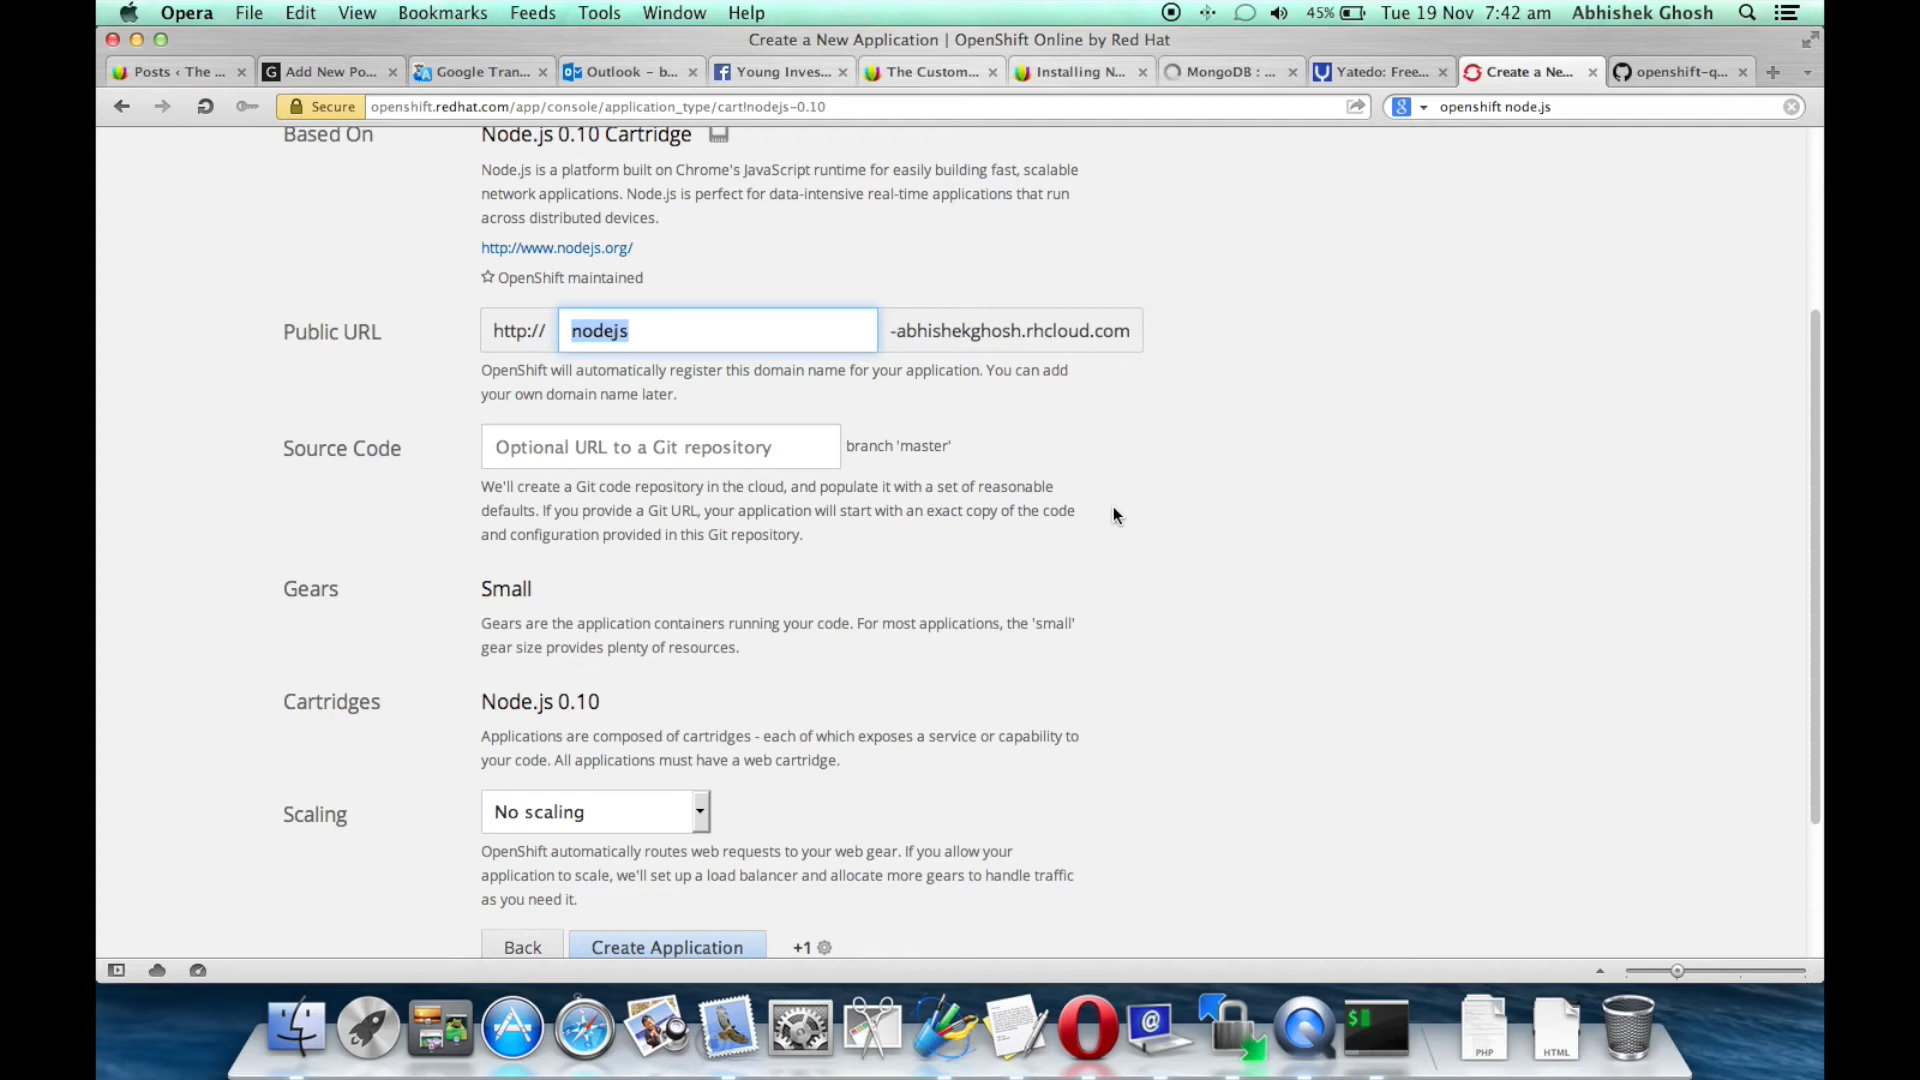 Opera File Edit View Bookmarks Feeds Tools Window Help 45% Tue 19 Nov 7:42 am Abhishek Ghosh
Create a New Application | OpenShift Online by Red Hat
Posts ‹ The ... Add New Po... Google Tran... Outlook – b... Young Inves... The Custom... Installing N... MongoDB : ... Yatedo: Free... Create a Ne... openshift-q...
Secure openshift.redhat.com/app/console/application_type/cart!nodejs-0.10 openshift node.js
Based On Node.js 0.10 Cartridge
Node.js is a platform built on Chrome's JavaScript runtime for easily building fast, scalable
network applications. Node.js is perfect for data-intensive real-time applications that run
across distributed devices.
http://www.nodejs.org/
OpenShift maintained
Public URL http:// nodejs -abhishekghosh.rhcloud.com
OpenShift will automatically register this domain name for your application. You can add
your own domain name later.
Source Code Optional URL to a Git repository branch 'master'
We'll create a Git code repository in the cloud, and populate it with a set of reasonable
defaults. If you provide a Git URL, your application will start with an exact copy of the code
and configuration provided in this Git repository.
Gears Small
Gears are the application containers running your code. For most applications, the 'small'
gear size provides plenty of resources.
Cartridges Node.js 0.10
Applications are composed of cartridges - each of which exposes a service or capability to
your code. All applications must have a web cartridge.
Scaling No scaling
OpenShift automatically routes web requests to your web gear. If you allow your
application to scale, we'll set up a load balancer and allocate more gears to handle traffic
as you need it.
Back Create Application +1
PHP HTML